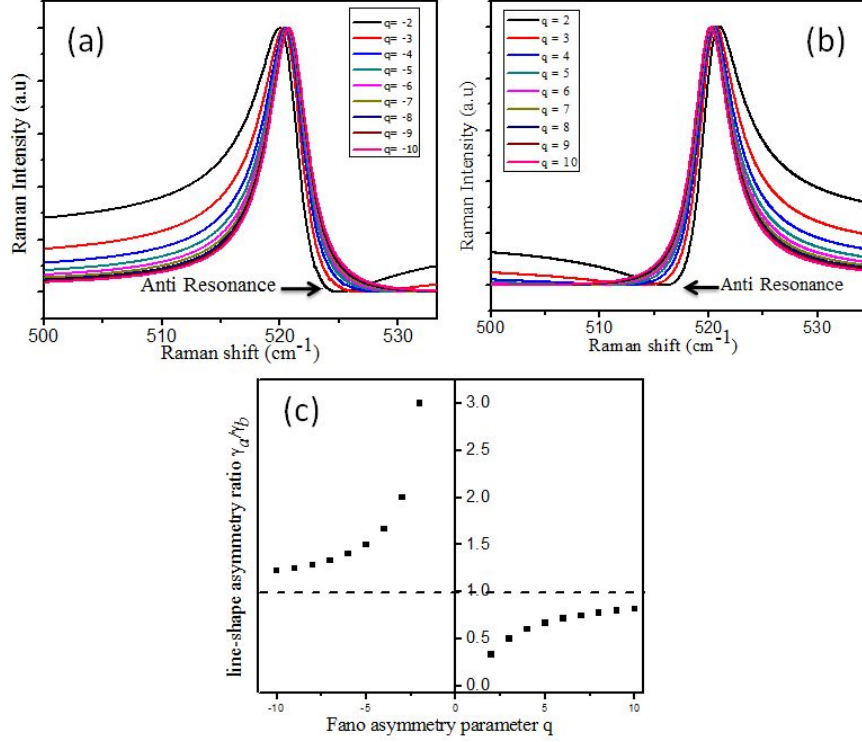 (a)
q= -2
q= -3
q= -4
q= -5
q= -6
q= -7
q= -8
q= -9
q= -10
Raman Intensity (a.u)
Anti Resonance
500 510 520 530
Raman shift (cm-1)
(b)
q = 2
q = 3
q = 4
q = 5
q = 6
q = 7
q = 8
q = 9
q = 10
Raman Intensity (a.u)
Anti Resonance
500 510 520 530
Raman shift (cm-1)
(c)
line-shape asymmetry ratio γa/γb
3.0
2.5
2.0
1.5
1.0
0.5
0.0
-10 -5 0 5 10
Fano asymmetry parameter q